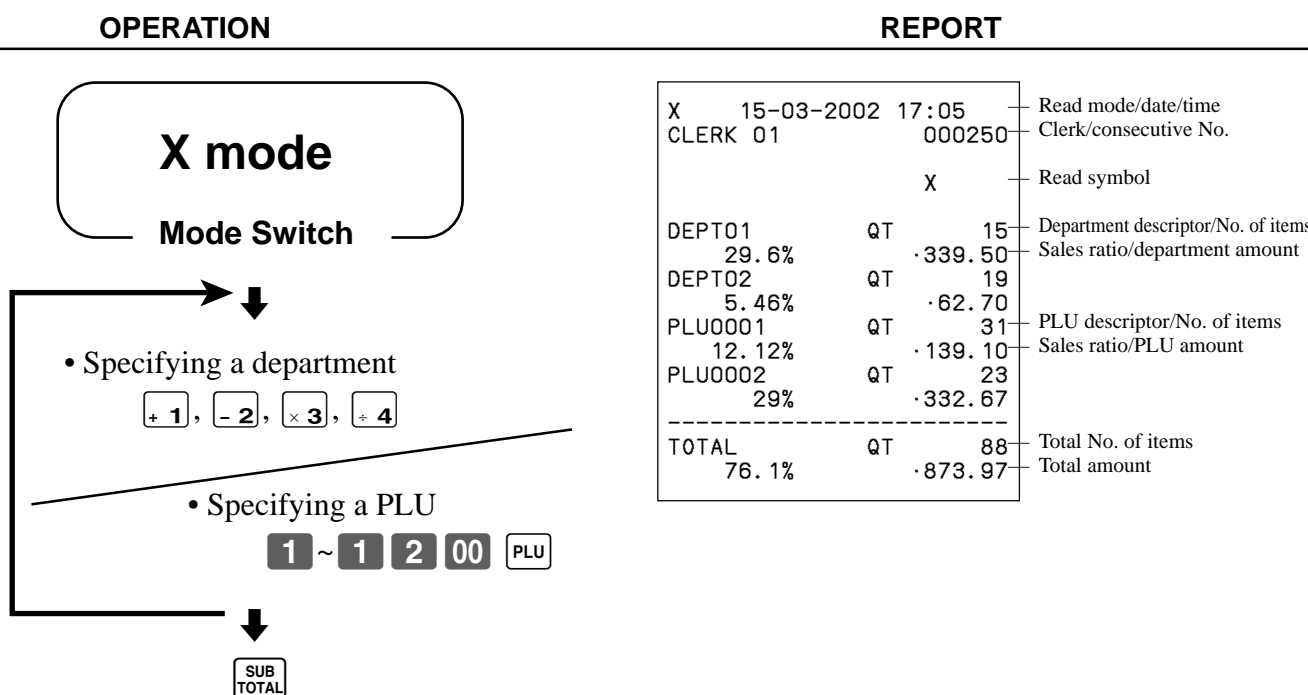 OPERATION
REPORT
X mode
Mode Switch
• Specifying a department
+ 1, - 2, × 3, ÷ 4
• Specifying a PLU
1 ~ 1 2 00 PLU
SUB
TOTAL
X 15-03-2002 17:05 Read mode/date/time
CLERK 01 000250 Clerk/consecutive No.
X Read symbol
DEPT01 QT 15 Department descriptor/No. of items
29.6% ·339.50 Sales ratio/department amount
DEPT02 QT 19
5.46% ·62.70
PLU0001 QT 31 PLU descriptor/No. of items
12.12% ·139.10 Sales ratio/PLU amount
PLU0002 QT 23
29% ·332.67
------------------------
TOTAL QT 88 Total No. of items
76.1% ·873.97 Total amount